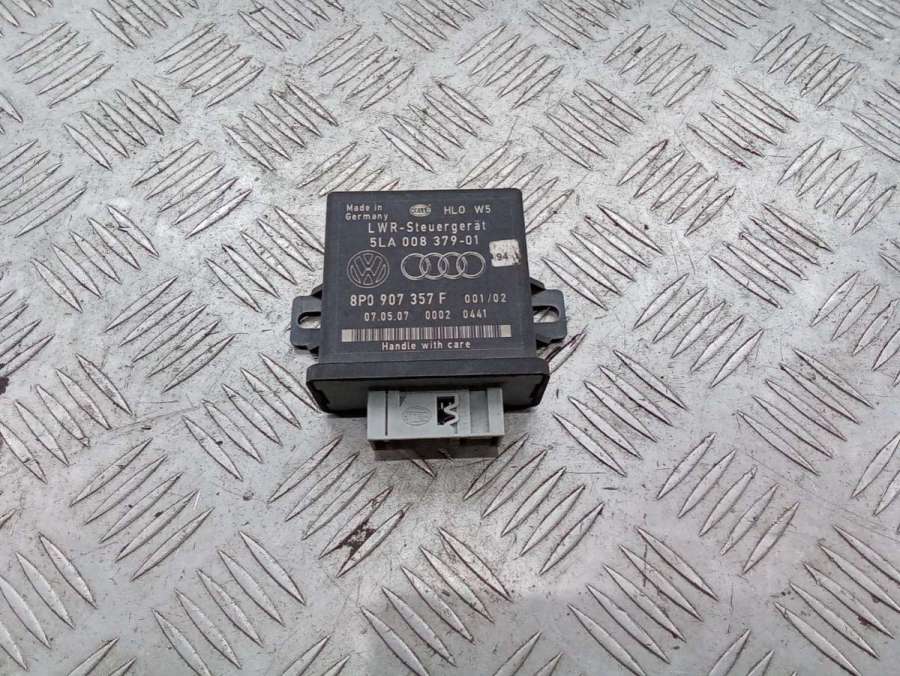 Made in
Germany
HLO W5
LWR-Steuergerät
5LA 008 379-01
94
8P0 907 357 F 001/02
07.05.07 0002 0441
Handle with care